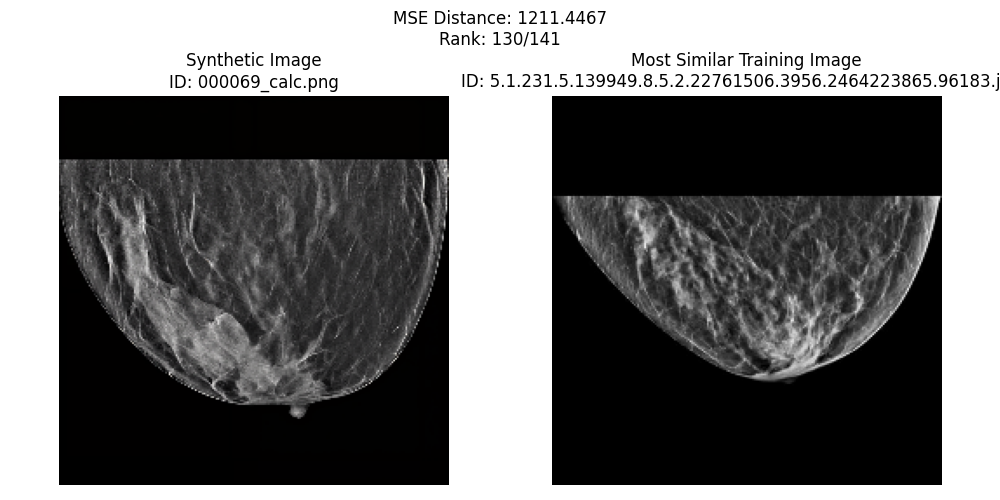 MSE Distance: 1211.4467
Rank: 130/141
Synthetic Image
ID: 000069_calc.png
Most Similar Training Image
ID: 5.1.231.5.139949.8.5.2.22761506.3956.2464223865.96183.j